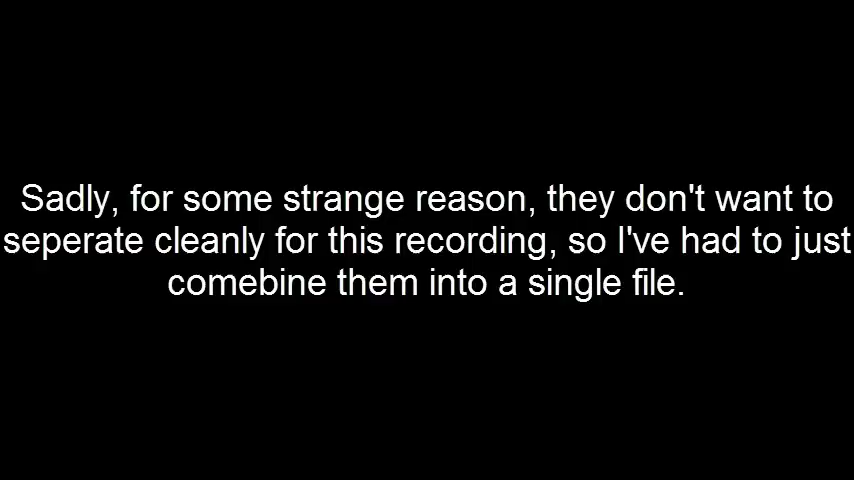 Sadly, for some strange reason, they don't want to
seperate cleanly for this recording, so I've had to just
comebine them into a single file.